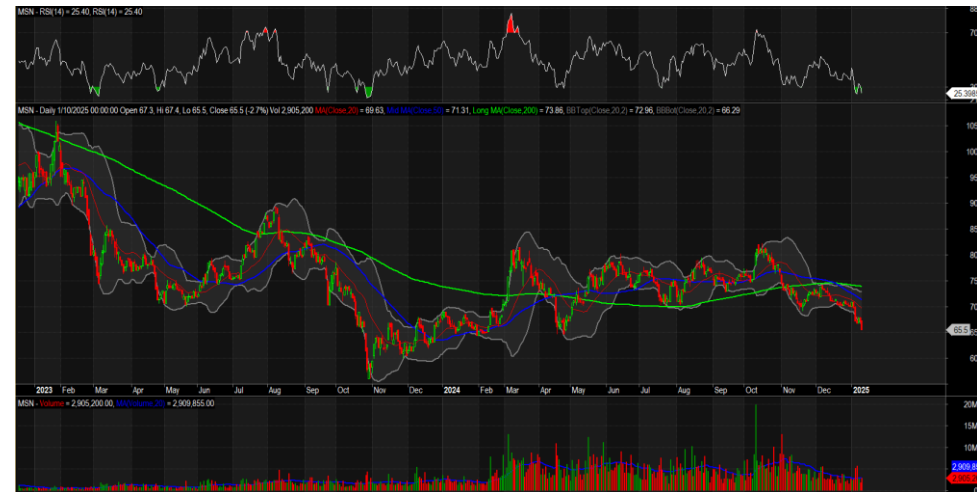 MSN - RSI(14) = 25.40, RSI(14) = 25.40
70
25.398
MSN - Daily 1/10/2025 00:00:00 Open 67.3, Hi 67.4, Lo 65.5, Close 65.5 (-2.7%) Vol 2,905,200 MA(Close,20) = 69.63, Mid MA(Close,50) = 71.31, Long MA(Close,200) = 73.86, BBTop(Close,20,2) = 72.96, BBBot(Close,20,2) = 66.29
105
100
95
90
85
80
75
70
65.5
60
2023 Feb Mar Apr May Jun Jul Aug Sep Oct Nov Dec 2024 Feb Mar Apr May Jun Jul Aug Sep Oct Nov Dec 2025
MSN - Volume = 2,905,200.00, MA(Volume,20) = 2,909,855.00
20M
15M
10M
2,909,85